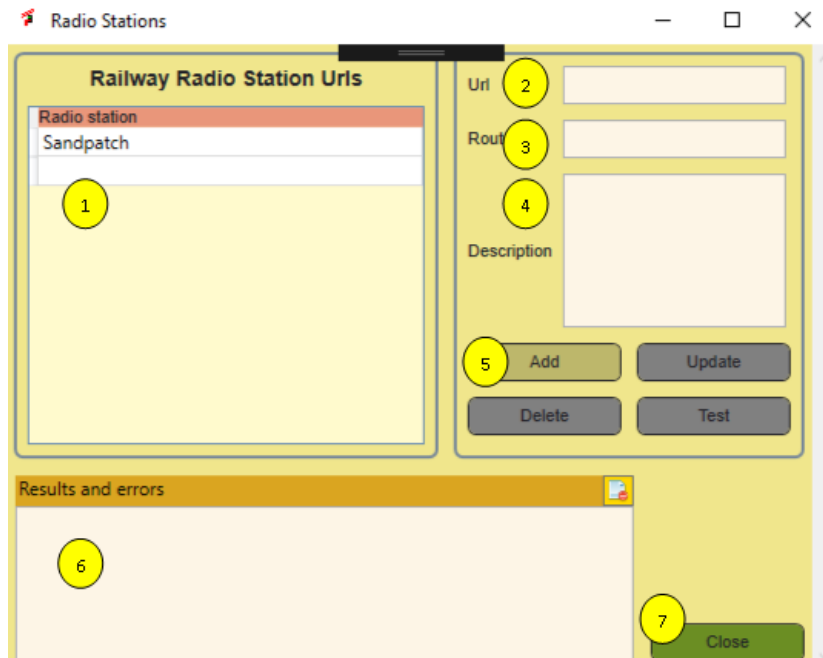 Radio Stations
Railway Radio Station Urls
Radio station
Sandpatch
1
Url
2
Rout
3
4
Description
5
Add
Update
Delete
Test
Results and errors
6
7
Close